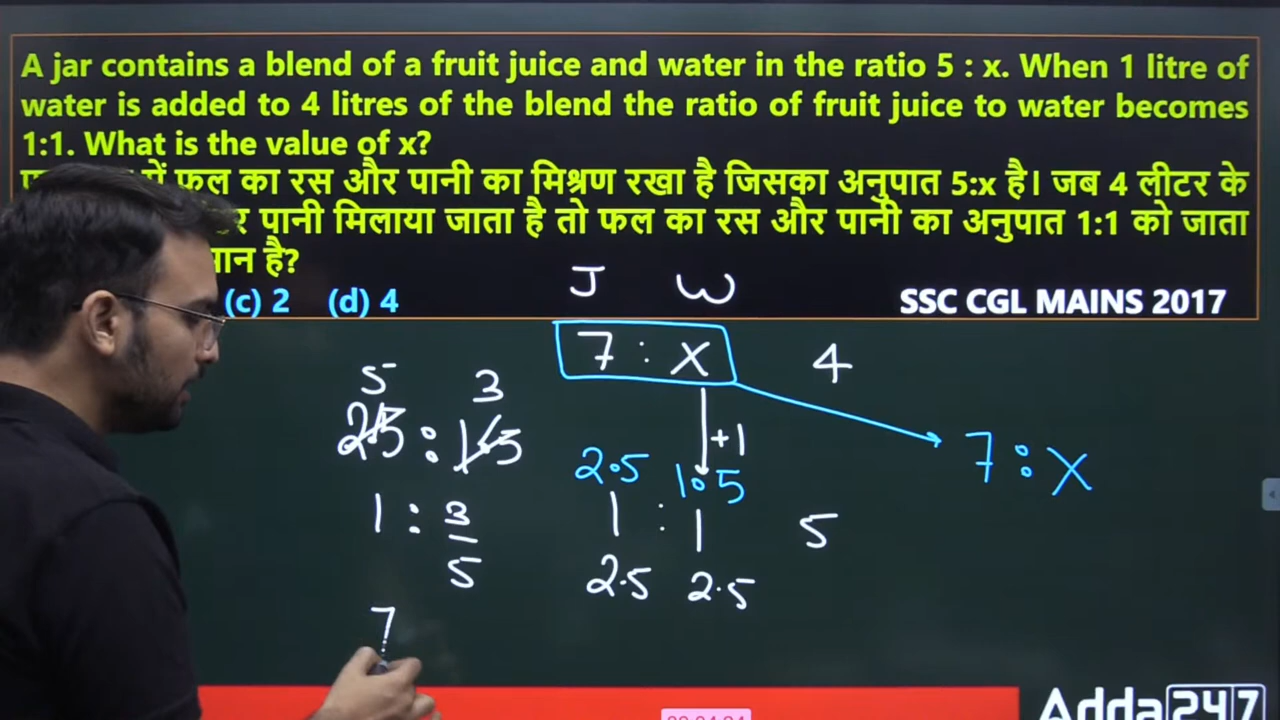 A jar contains a blend of a fruit juice and water in the ratio 5 : x. When 1 litre of
water is added to 4 litres of the blend the ratio of fruit juice to water becomes
1:1. What is the value of x?
में फल का रस और पानी का मिश्रण रखा है जिसका अनुपात 5:x है। जब 4 लीटर के
पानी मिलाया जाता है तो फल का रस और पानी का अनुपात 1:1 को जाता
है?
(c) 2 (d) 4 SSC CGL MAINS 2017
J W
7 : x 4
5 3
25 : 15
+1
7 : x
2.5 1.5
1 : 3/5
1 : 1 5
2.5 2.5
7
Adda247